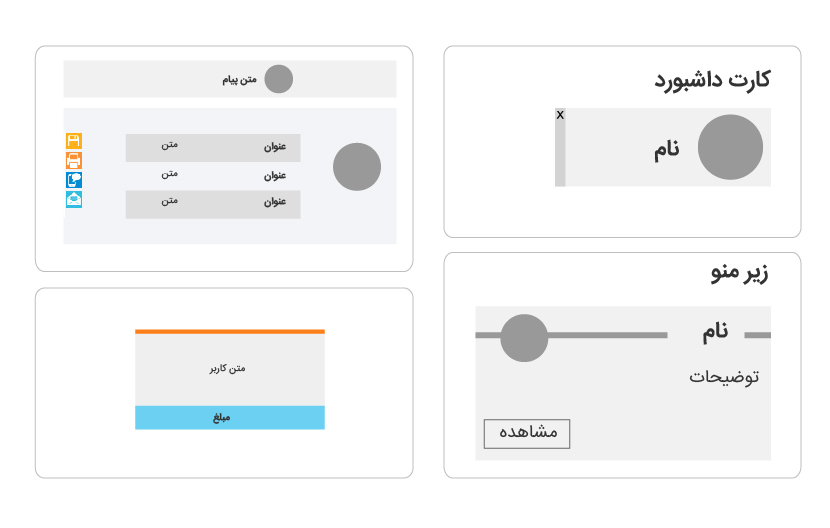 کارت داشبورد
x
نام
زیر منو
نام
توضیحات
مشاهده
متن پیام
عنوان متن
عنوان متن
عنوان متن
متن کاربر
مبلغ